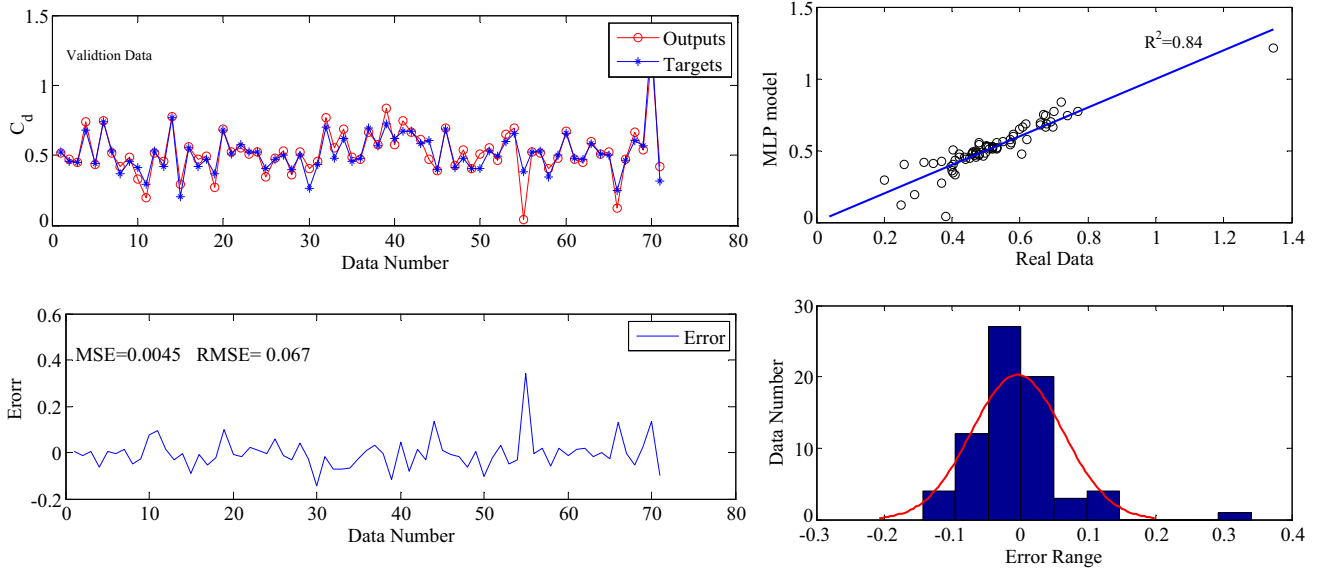 1.5
1
0.5
0
C_d
Validtion Data
Outputs
Targets
0 10 20 30 40 50 60 70 80
Data Number
1.5
1
0.5
0
MLP model
R²=0.84
0 0.2 0.4 0.6 0.8 1 1.2 1.4
Real Data
0.6
0.4
0.2
0
-0.2
Erorr
MSE=0.0045 RMSE= 0.067
Error
0 10 20 30 40 50 60 70 80
Data Number
30
20
10
0
Data Number
-0.3 -0.2 -0.1 0 0.1 0.2 0.3 0.4
Error Range